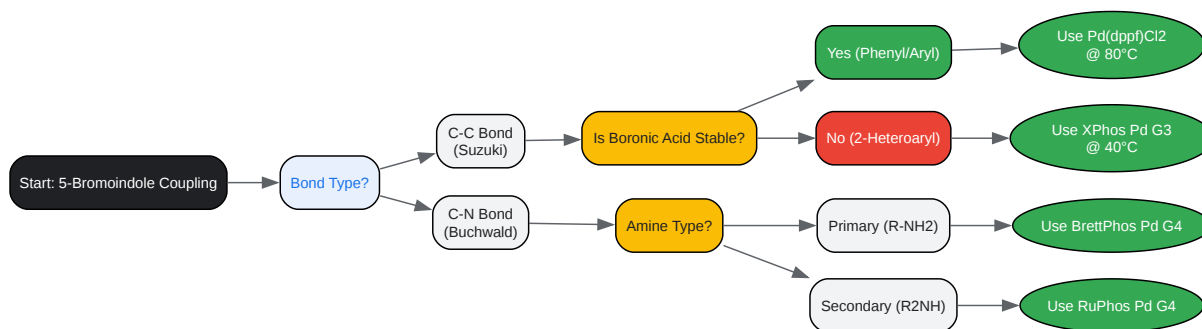 Start: 5-Bromoindole Coupling
Bond Type?
C-C Bond
(Suzuki)
Is Boronic Acid Stable?
Yes (Phenyl/Aryl)
Use Pd(dppf)Cl2
@ 80°C
No (2-Heteroaryl)
Use XPhos Pd G3
@ 40°C
C-N Bond
(Buchwald)
Amine Type?
Primary (R-NH2)
Use BrettPhos Pd G4
Secondary (R2NH)
Use RuPhos Pd G4